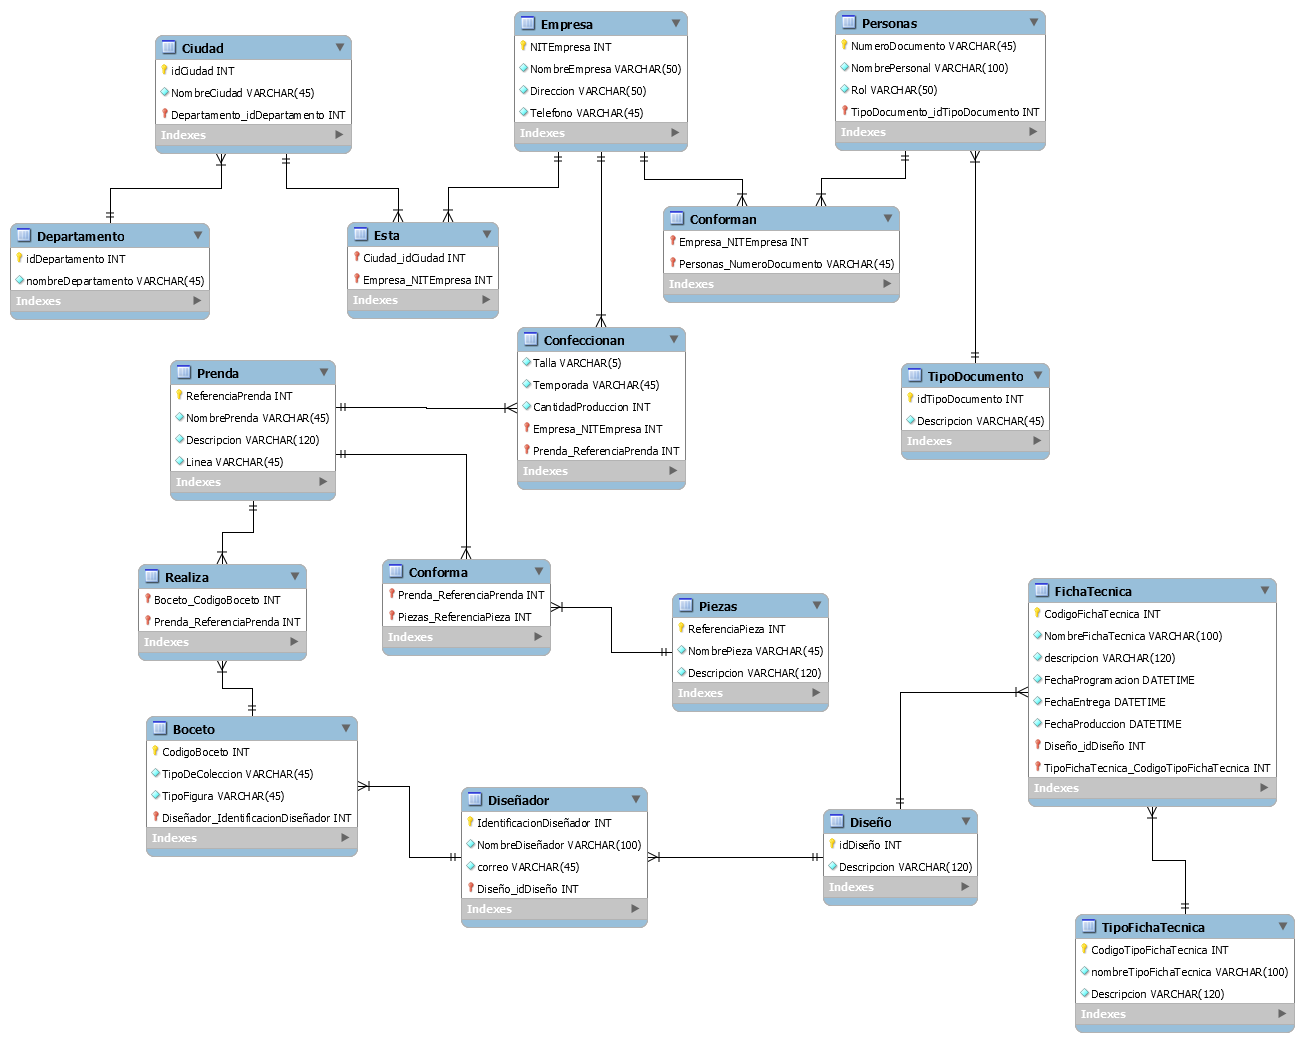 Ciudad
idCiudad INT
NombreCiudad VARCHAR(45)
Departamento_idDepartamento INT
Indexes
Empresa
NITEmpresa INT
NombreEmpresa VARCHAR(50)
Direccion VARCHAR(50)
Telefono VARCHAR(45)
Indexes
Personas
NumeroDocumento VARCHAR(45)
NombrePersonal VARCHAR(100)
Rol VARCHAR(50)
TipoDocumento_idTipoDocumento INT
Indexes
Departamento
idDepartamento INT
nombreDepartamento VARCHAR(45)
Indexes
Esta
Ciudad_idCiudad INT
Empresa_NITEmpresa INT
Indexes
Conforman
Empresa_NITEmpresa INT
Personas_NumeroDocumento VARCHAR(45)
Indexes
Confeccionan
Talla VARCHAR(5)
Temporada VARCHAR(45)
CantidadProduccion INT
Empresa_NITEmpresa INT
Prenda_ReferenciaPrenda INT
Indexes
Prenda
ReferenciaPrenda INT
NombrePrenda VARCHAR(45)
Descripcion VARCHAR(120)
Linea VARCHAR(45)
Indexes
TipoDocumento
idTipoDocumento INT
Descripcion VARCHAR(45)
Indexes
Realiza
Boceto_CodigoBoceto INT
Prenda_ReferenciaPrenda INT
Indexes
Conforma
Prenda_ReferenciaPrenda INT
Piezas_ReferenciaPieza INT
Indexes
Piezas
ReferenciaPieza INT
NombrePieza VARCHAR(45)
Descripcion VARCHAR(120)
Indexes
FichaTecnica
CodigoFichaTecnica INT
NombreFichaTecnica VARCHAR(100)
descripcion VARCHAR(120)
FechaProgramacion DATETIME
FechaEntrega DATETIME
FechaProduccion DATETIME
Diseño_idDiseño INT
TipoFichaTecnica_CodigoTipoFichaTecnica INT
Indexes
Boceto
CodigoBoceto INT
TipoDeColeccion VARCHAR(45)
TipoFigura VARCHAR(45)
Diseñador_IdentificacionDiseñador INT
Indexes
Diseñador
IdentificacionDiseñador INT
NombreDiseñador VARCHAR(100)
correo VARCHAR(45)
Diseño_idDiseño INT
Indexes
Diseño
idDiseño INT
Descripcion VARCHAR(120)
Indexes
TipoFichaTecnica
CodigoTipoFichaTecnica INT
nombreTipoFichaTecnica VARCHAR(100)
Descripcion VARCHAR(120)
Indexes